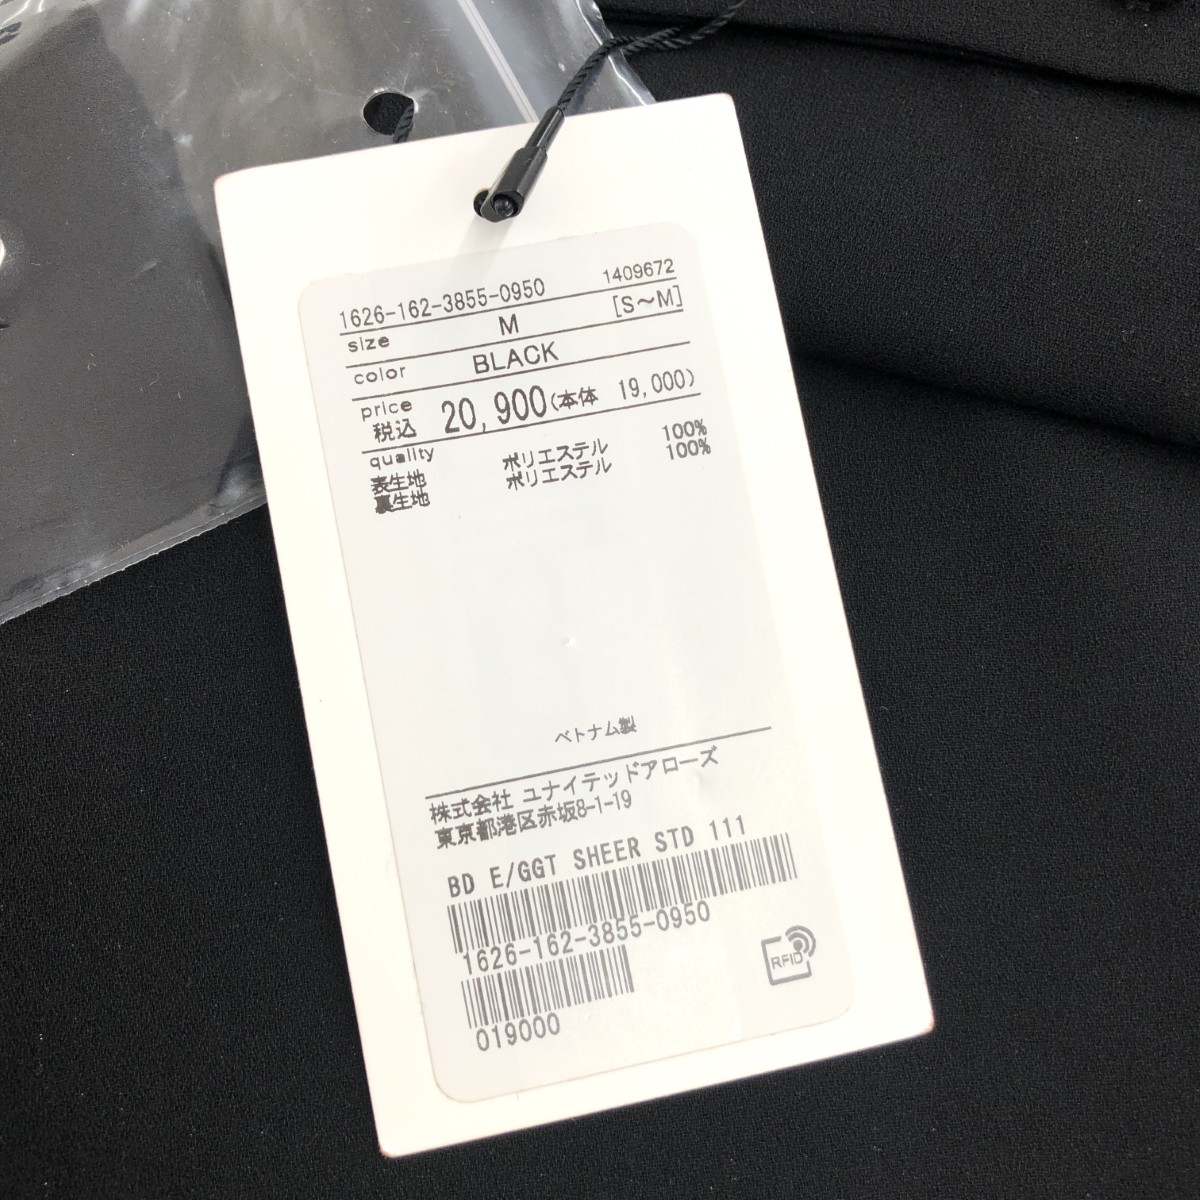 1626-162-3855-0950 1409672
size M [S～M]
color BLACK
price
税込 20,900(本体 19,000)
quality
表生地 ポリエステル 100%
裏生地 ポリエステル 100%
ベトナム製
株式会社 ユナイテッドアローズ
東京都港区赤坂8-1-19
BD E/GGT SHEER STD 111
1626-162-3855-0950
RFID
019000